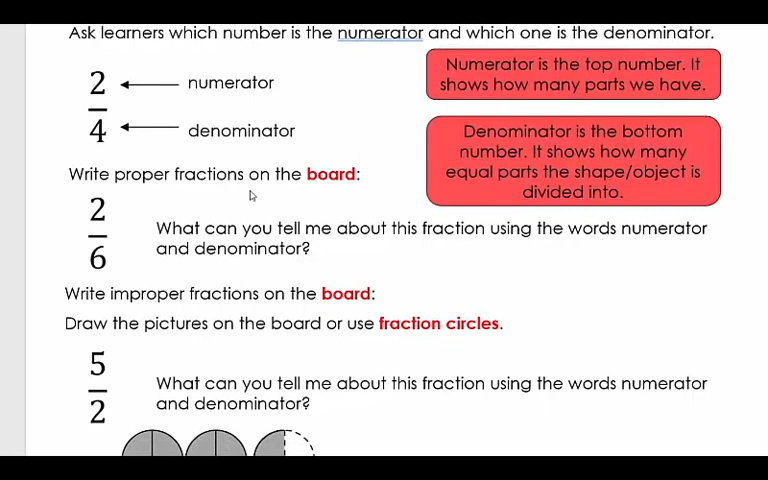 Ask learners which number is the numerator and which one is the denominator.
2 numerator
4 denominator
Numerator is the top number. It
shows how many parts we have.
Denominator is the bottom
number. It shows how many
equal parts the shape/object is
divided into.
Write proper fractions on the board:
2
6
What can you tell me about this fraction using the words numerator
and denominator?
Write improper fractions on the board:
Draw the pictures on the board or use fraction circles.
5
2
What can you tell me about this fraction using the words numerator
and denominator?